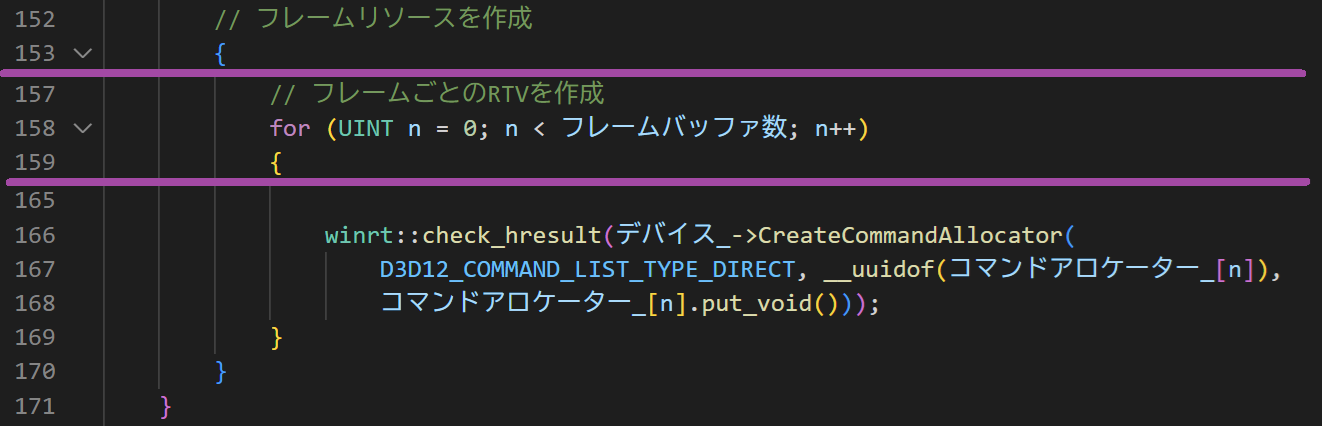 152 // フレームリソースを作成
153 {
157 // フレームごとのRTVを作成
158 for (UINT n = 0; n < フレームバッファ数; n++)
159 {
165
166 winrt::check_hresult(デバイス_->CreateCommandAllocator(
167 D3D12_COMMAND_LIST_TYPE_DIRECT, __uuidof(コマンドアロケーター_[n]),
168 コマンドアロケーター_[n].put_void()));
169 }
170 }
171 }